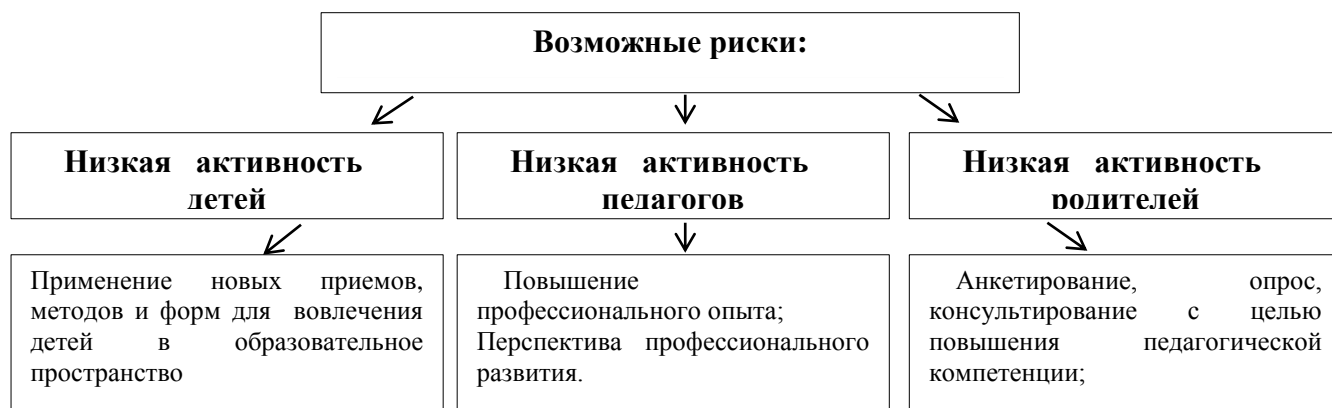 Возможные риски:
Низкая активность
детей
Низкая активность
педагогов
Низкая активность
родителей
Применение новых приемов,
методов и форм для вовлечения
детей в образовательное
пространство
Повышение
профессионального опыта;
Перспектива профессионального
развития.
Анкетирование, опрос,
консультирование с целью
повышения педагогической
компетенции;